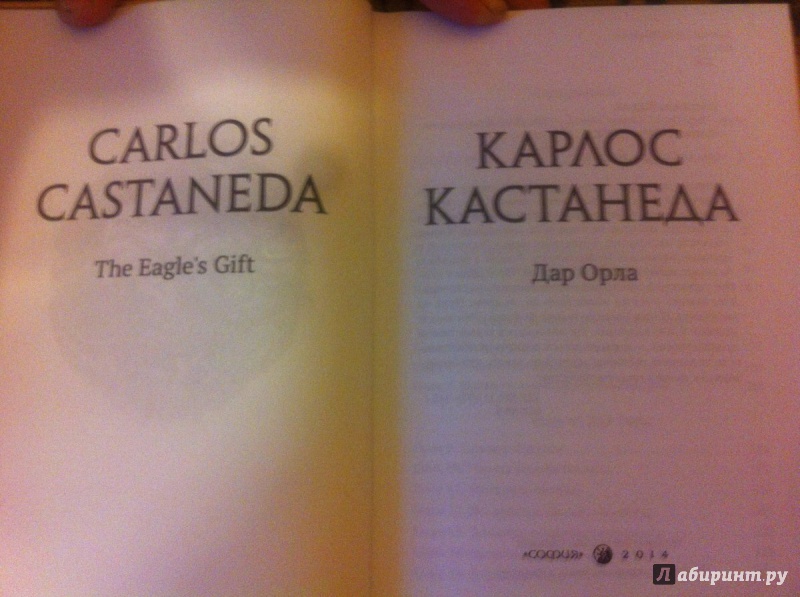 CARLOS
CASTANEDA
The Eagle's Gift
КАРЛОС
КАСТАНЕДА
Дар Орла
«СОФИЯ» 2014
Лабиринт.ру